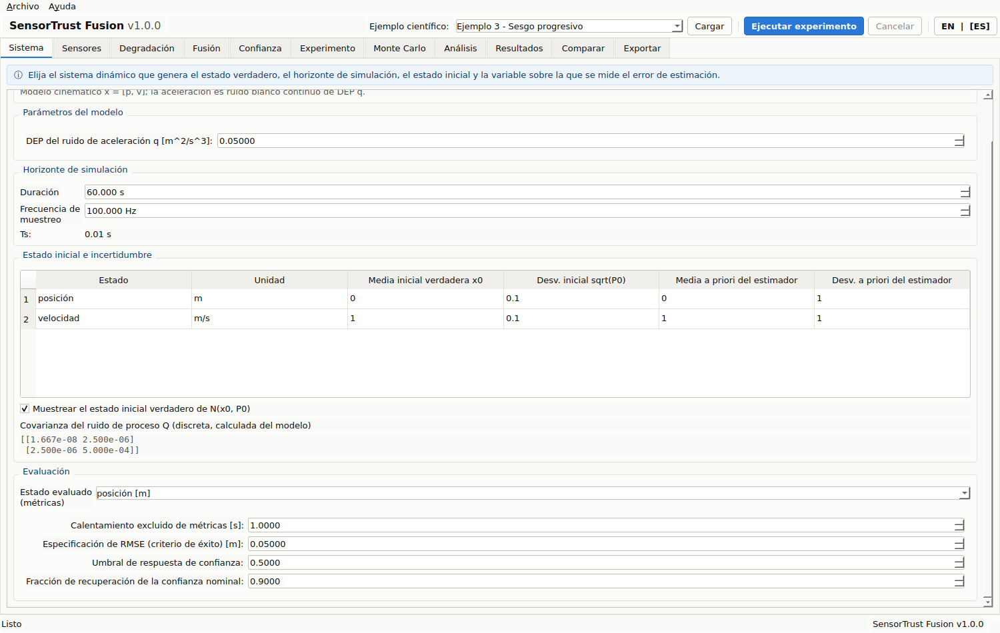 Archivo Ayuda
SensorTrust Fusion v1.0.0 Ejemplo científico: Ejemplo 3 - Sesgo progresivo Cargar Ejecutar experimento Cancelar EN | [ES]
Sistema Sensores Degradación Fusión Confianza Experimento Monte Carlo Análisis Resultados Comparar Exportar
ⓘ Elija el sistema dinámico que genera el estado verdadero, el horizonte de simulación, el estado inicial y la variable sobre la que se mide el error de estimación.
Modelo cinemático x = [p, v]; la aceleración es ruido blanco continuo de DEP q.
Parámetros del modelo
DEP del ruido de aceleración q [m^2/s^3]: 0.05000
Horizonte de simulación
Duración 60.000 s
Frecuencia de
muestreo 100.000 Hz
Ts: 0.01 s
Estado inicial e incertidumbre
Estado Unidad Media inicial verdadera x0 Desv. inicial sqrt(P0) Media a priori del estimador Desv. a priori del estimador
1 posición m 0 0.1 0 1
2 velocidad m/s 1 0.1 1 1
Muestrear el estado inicial verdadero de N(x0, P0)
Covarianza del ruido de proceso Q (discreta, calculada del modelo)
[[1.667e-08 2.500e-06]
[2.500e-06 5.000e-04]]
Evaluación
Estado evaluado
(métricas) posición [m]
Calentamiento excluido de métricas [s]: 1.0000
Especificación de RMSE (criterio de éxito) [m]: 0.05000
Umbral de respuesta de confianza: 0.5000
Fracción de recuperación de la confianza nominal: 0.9000
Listo SensorTrust Fusion v1.0.0